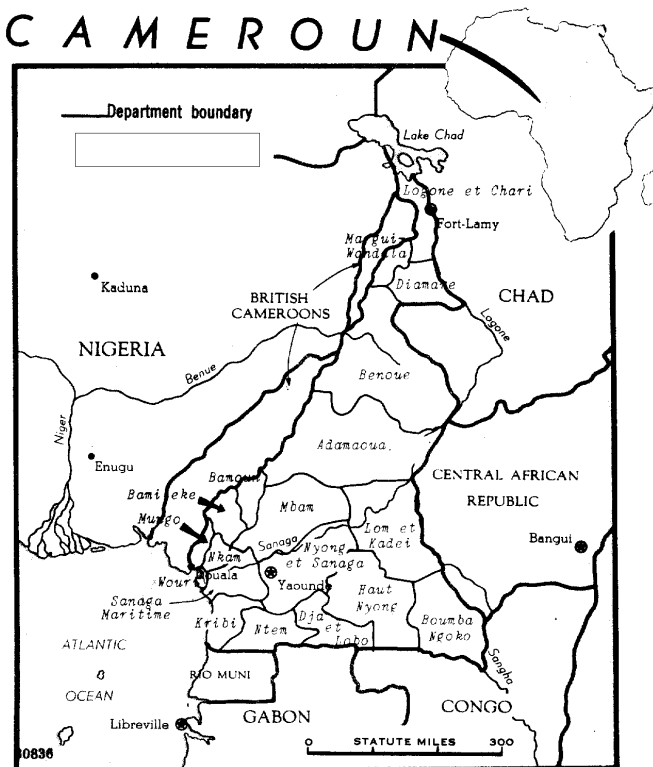 CAMEROUN
Department boundary
Lake Chad
Logone et Chari
Fort-Lamy
Margui-
Wandala
Diamare
Kaduna
BRITISH
CAMEROONS
CHAD
NIGERIA
Logone
Benue
Benoue
Niger
Adamaoua
Enugu
Bamoun
CENTRAL AFRICAN
REPUBLIC
Bamileke
Mbam
Mungo
Lom et
Kadei
Bangui
Sanaga
Nyong
et Sanaga
Nkam
Wouri
Douala
Yaounde
Haut
Nyong
Sanaga
Maritime
Kribi
Ntem
Dja
et
Lobo
Boumba
Ngoko
ATLANTIC
OCEAN
Sangha
RIO MUNI
Libreville
GABON
CONGO
STATUTE MILES
0 300
30836